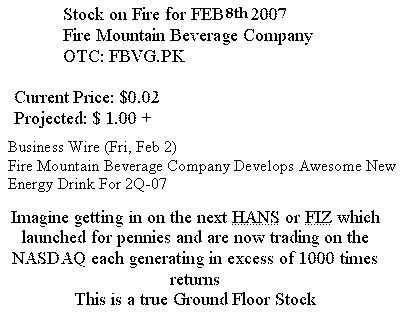 Stock on Fire for FEB 8th 2007
Fire Mountain Beverage Company
OTC: FBVG.PK
Current Price: $0.02
Projected: $ 1.00 +
Business Wire (Fri, Feb 2)
Fire Mountain Beverage Company Develops Awesome New
Energy Drink For 2Q-07
Imagine getting in on the next HANS or FIZ which
launched for pennies and are now trading on the
NASDAQ each generating in excess of 1000 times
returns
This is a true Ground Floor Stock